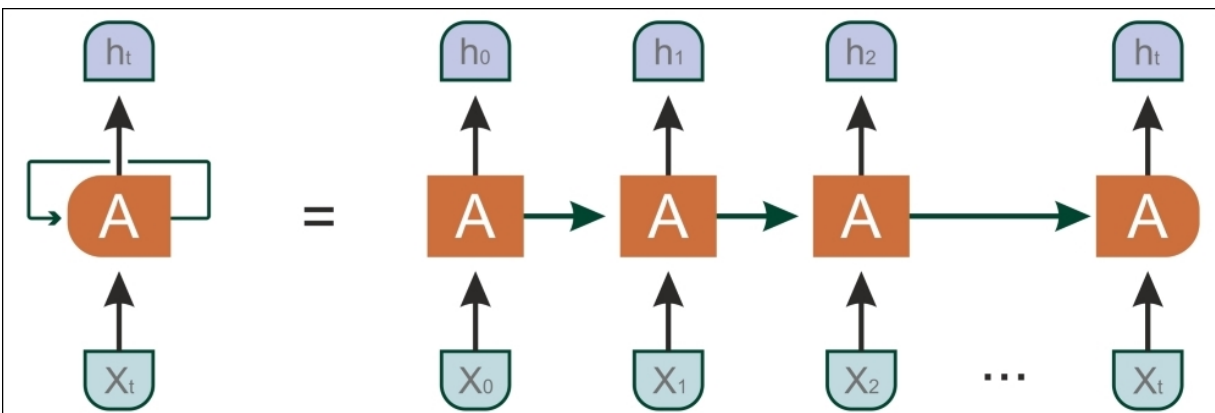 hₜ h₀ h₁ h₂ hₜ
A = A A A A
Xₜ X₀ X₁ X₂ ... Xₜ